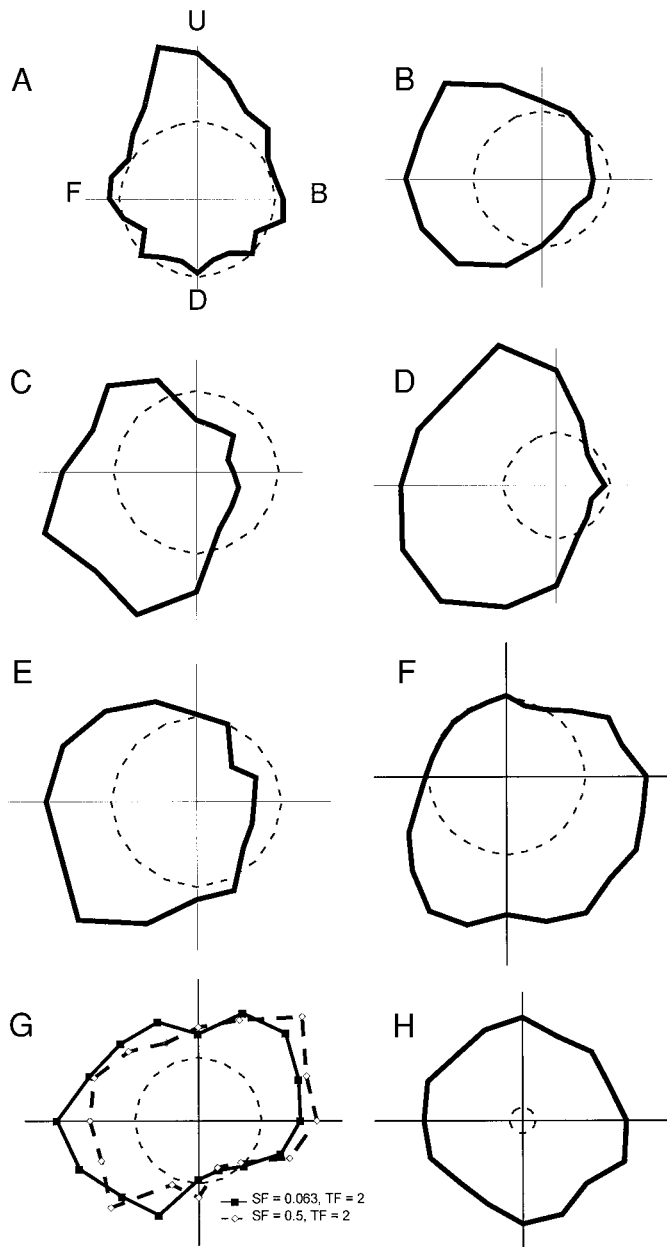 U
A
B
F
B
D
C
D
E
F
G
H
SF = 0.063, TF = 2
SF = 0.5, TF = 2